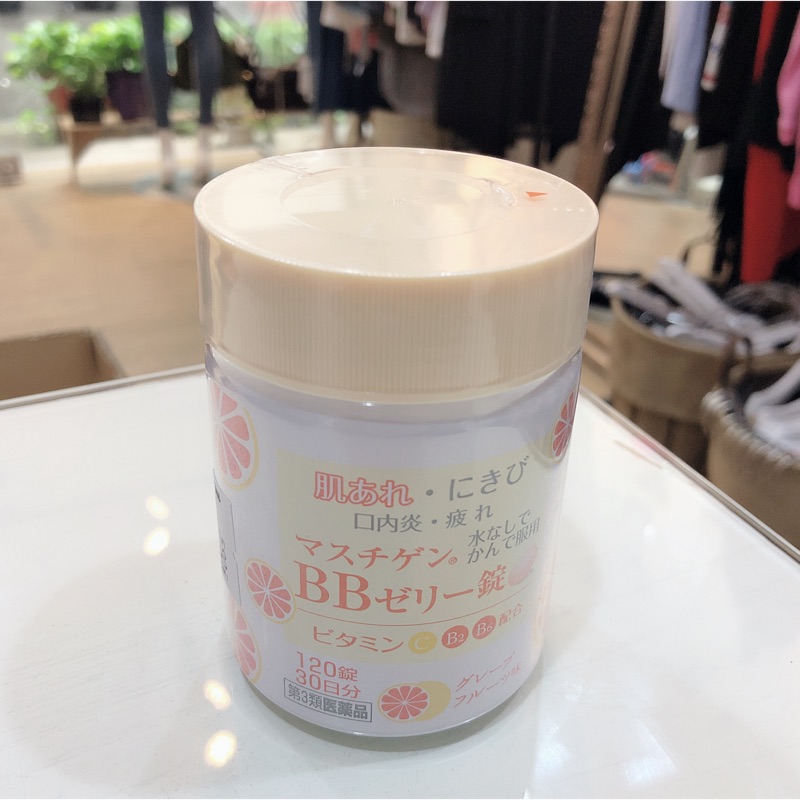 肌あれ・にきび
口内炎・疲れ
水なしで
かんで服用
マスチゲン®
BBゼリー錠
ビタミン C B2 B6 配合
120錠
30日分
第3類医薬品
グレープ
フルーツ味